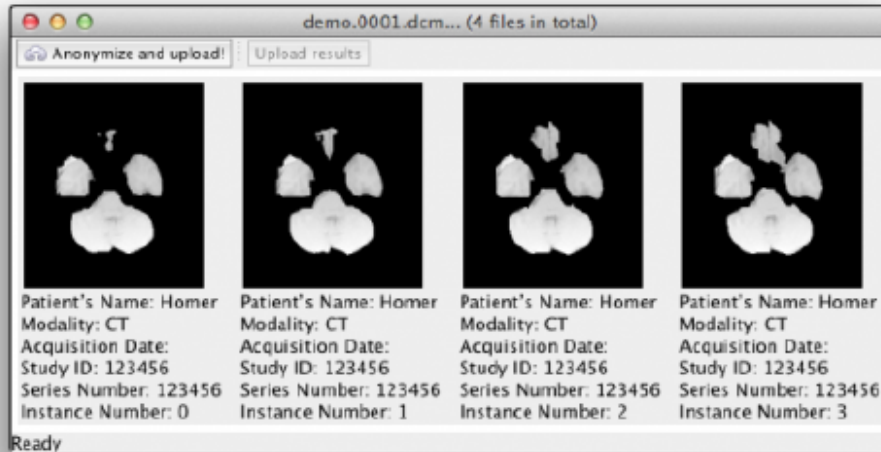 demo.0001.dcm... (4 files in total)
Anonymize and upload! Upload results
Patient's Name: Homer Patient's Name: Homer Patient's Name: Homer Patient's Name: Homer
Modality: CT Modality: CT Modality: CT Modality: CT
Acquisition Date: Acquisition Date: Acquisition Date: Acquisition Date:
Study ID: 123456 Study ID: 123456 Study ID: 123456 Study ID: 123456
Series Number: 123456 Series Number: 123456 Series Number: 123456 Series Number: 123456
Instance Number: 0 Instance Number: 1 Instance Number: 2 Instance Number: 3
Ready